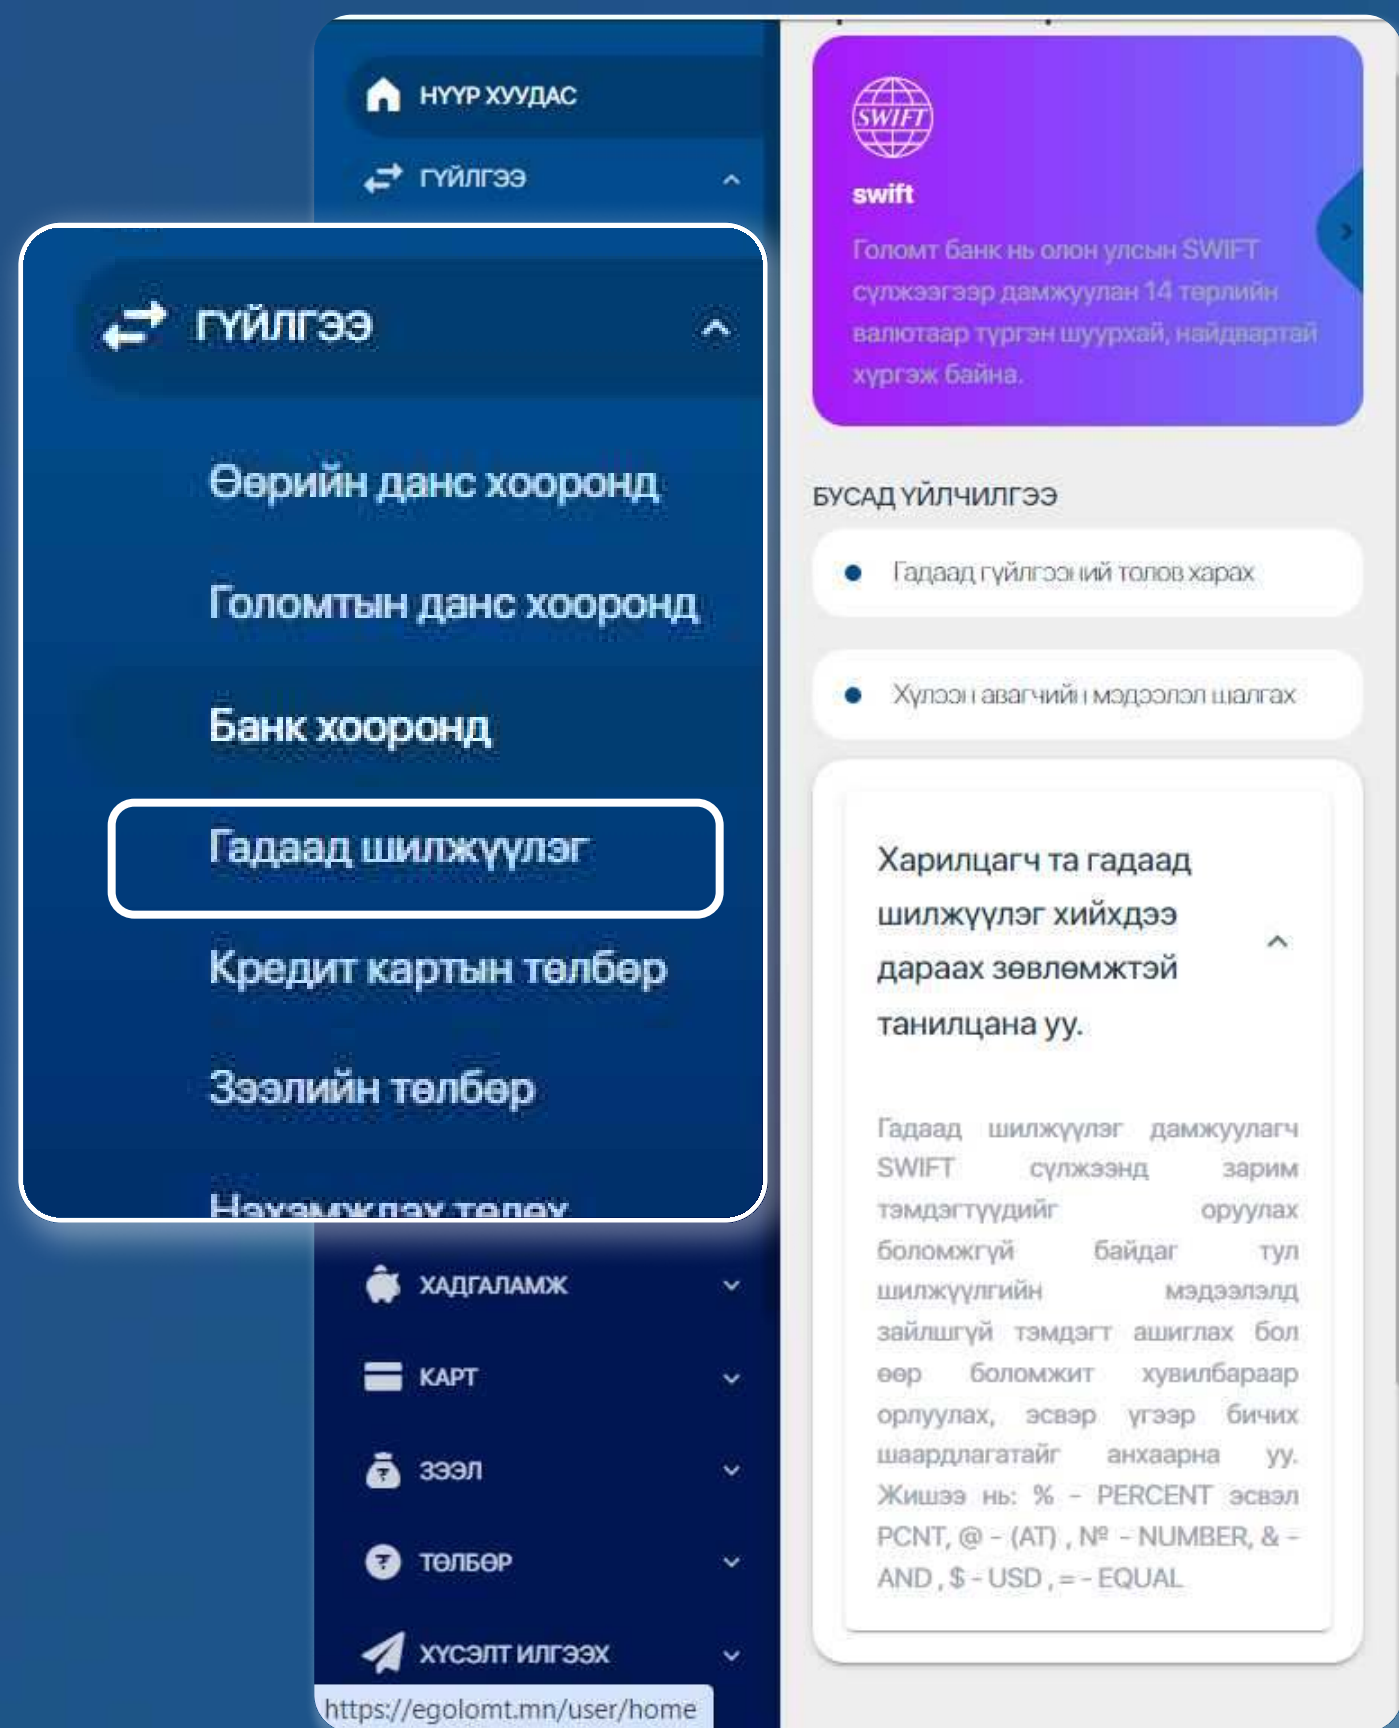 НҮҮР ХУУДАС
ГҮЙЛГЭЭ
ГҮЙЛГЭЭ
Өөрийн данс хооронд
Голомтын данс хооронд
Банк хооронд
Гадаад шилжүүлэг
Кредит картын төлбөр
Зээлийн төлбөр
Нэхэмжлэх төлөх
ХАДГАЛАМЖ
КАРТ
ЗЭЭЛ
ТӨЛБӨР
ХҮСЭЛТ ИЛГЭЭХ
https://egolomt.mn/user/home
SWIFT
swift
Голомт банк нь олон улсын SWIFT
сүлжээгээр дамжуулан 14 төрлийн
валютаар түргэн шуурхай, найдвартай
хүргэж байна.
БУСАД ҮЙЛЧИЛГЭЭ
Гадаад гүйлгээний төлөв харах
Хүлээн авагчийн мэдээлэл шалгах
Харилцагч та гадаад
шилжүүлэг хийхдээ
дараах зөвлөмжтэй
танилцана уу.
Гадаад шилжүүлэг дамжуулагч
SWIFT сүлжээнд зарим
тэмдэгтүүдийг оруулах
боломжгүй байдаг тул
шилжүүлгийн мэдээлэлд
зайлшгүй тэмдэгт ашиглах бол
өөр боломжит хувилбараар
орлуулах, эсвэр үгээр бичих
шаардлагатайг анхаарна уу.
Жишээ нь: % - PERCENT эсвэл
PCNT, @ - (AT) , № - NUMBER, & -
AND , $ - USD , = - EQUAL